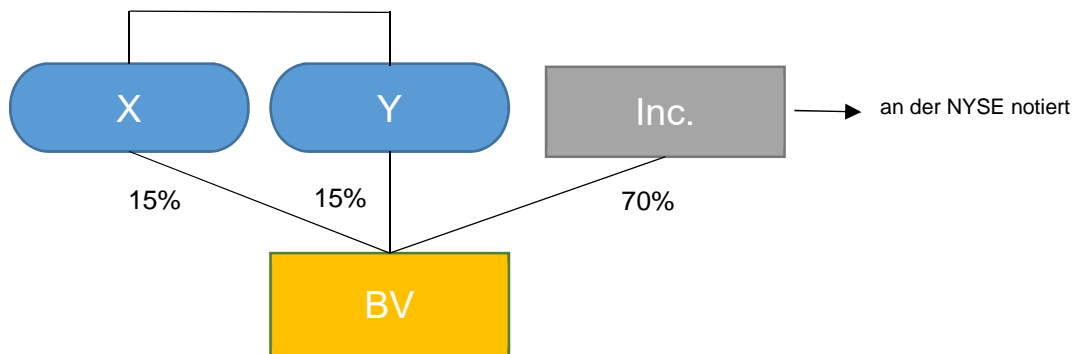 X
Y
Inc.
an der NYSE notiert
15%
15%
70%
BV